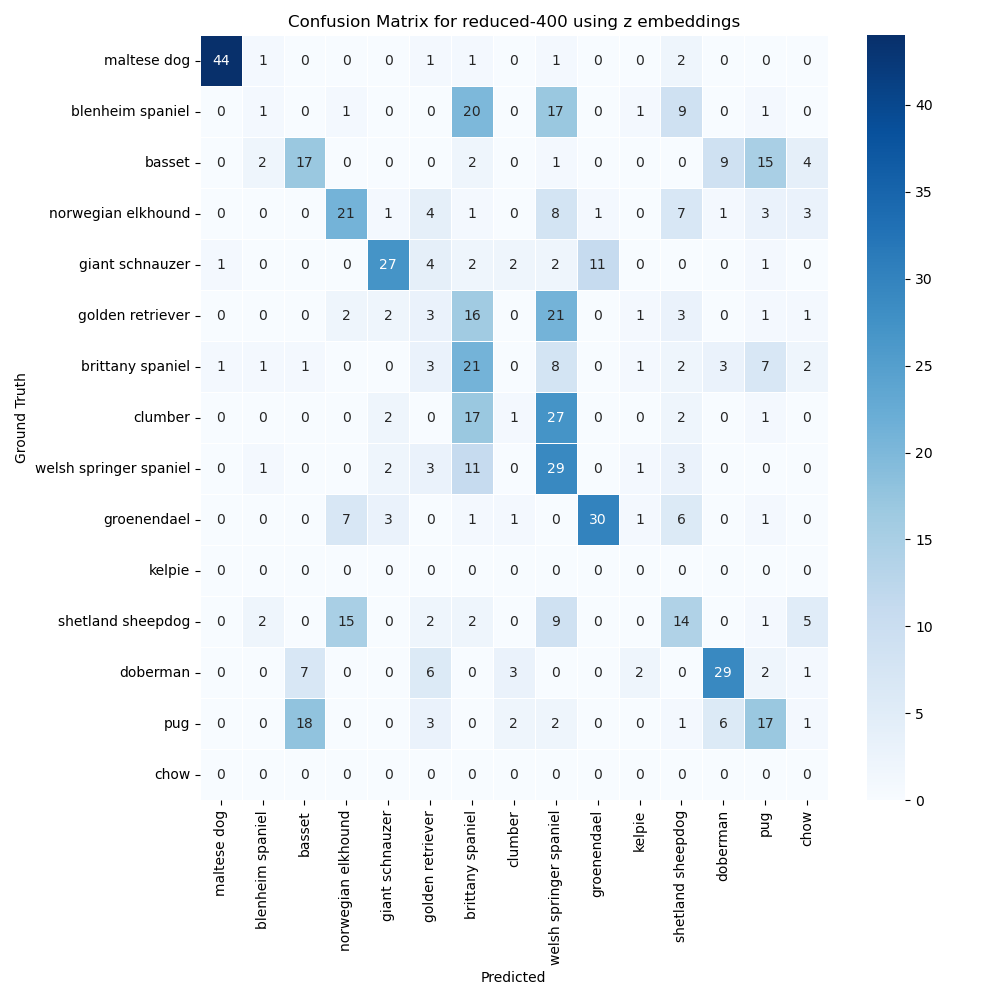 Confusion Matrix for reduced-400 using z embeddings
Ground Truth
maltese dog 44 1 0 0 0 1 1 0 1 0 0 2 0 0 0
blenheim spaniel 0 1 0 1 0 0 20 0 17 0 1 9 0 1 0
basset 0 2 17 0 0 0 2 0 1 0 0 0 9 15 4
norwegian elkhound 0 0 0 21 1 4 1 0 8 1 0 7 1 3 3
giant schnauzer 1 0 0 0 27 4 2 2 2 11 0 0 0 1 0
golden retriever 0 0 0 2 2 3 16 0 21 0 1 3 0 1 1
brittany spaniel 1 1 1 0 0 3 21 0 8 0 1 2 3 7 2
clumber 0 0 0 0 2 0 17 1 27 0 0 2 0 1 0
welsh springer spaniel 0 1 0 0 2 3 11 0 29 0 1 3 0 0 0
groenendael 0 0 0 7 3 0 1 1 0 30 1 6 0 1 0
kelpie 0 0 0 0 0 0 0 0 0 0 0 0 0 0 0
shetland sheepdog 0 2 0 15 0 2 2 0 9 0 0 14 0 1 5
doberman 0 0 7 0 0 6 0 3 0 0 2 0 29 2 1
pug 0 0 18 0 0 3 0 2 2 0 0 1 6 17 1
chow 0 0 0 0 0 0 0 0 0 0 0 0 0 0 0
maltese dog
blenheim spaniel
basset
norwegian elkhound
giant schnauzer
golden retriever
brittany spaniel
clumber
welsh springer spaniel
groenendael
kelpie
shetland sheepdog
doberman
pug
chow
Predicted
40
35
30
25
20
15
10
5
0